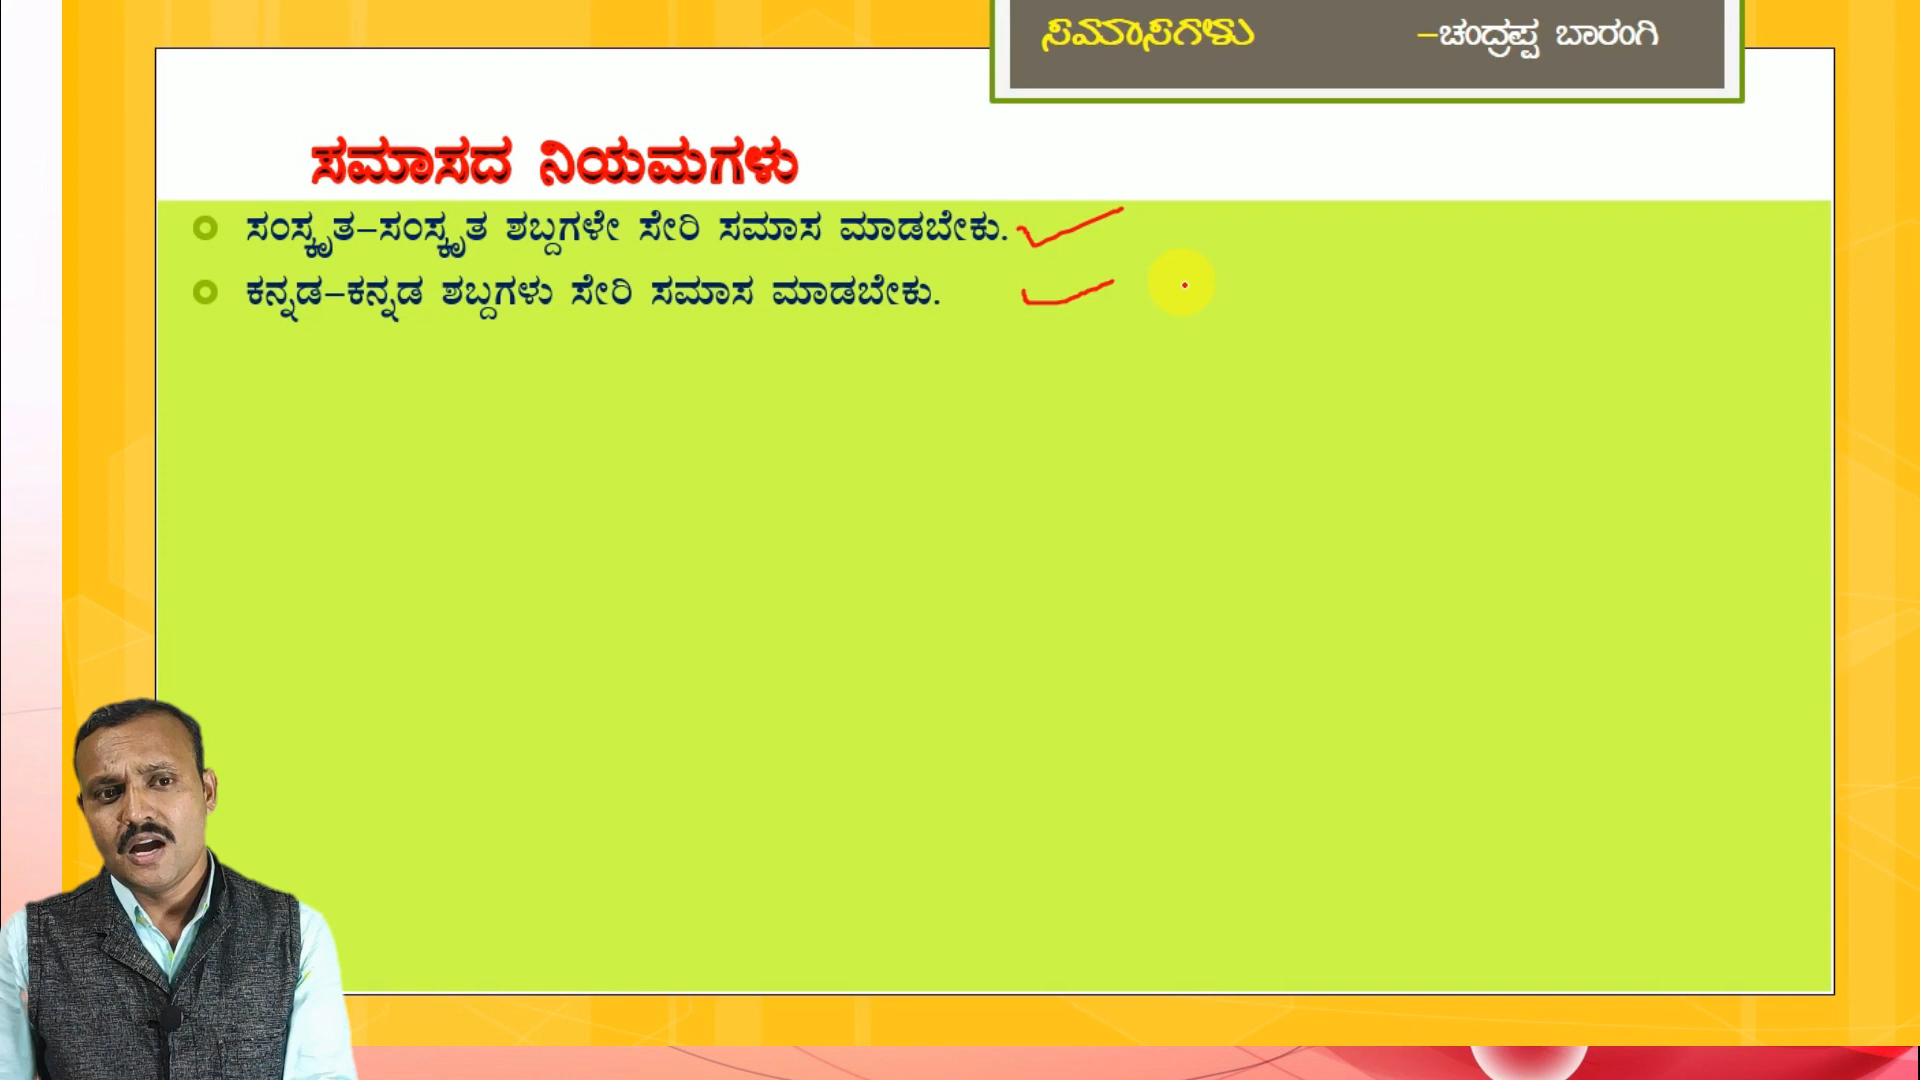 ಸಮಾಸಗಳು –ಚಂದ್ರಪ್ಪ ಬಾರಂಗಿ
ಸಮಾಸದ ನಿಯಮಗಳು
ಸಂಸ್ಕೃತ–ಸಂಸ್ಕೃತ ಶಬ್ದಗಳೇ ಸೇರಿ ಸಮಾಸ ಮಾಡಬೇಕು.
ಕನ್ನಡ–ಕನ್ನಡ ಶಬ್ದಗಳು ಸೇರಿ ಸಮಾಸ ಮಾಡಬೇಕು.